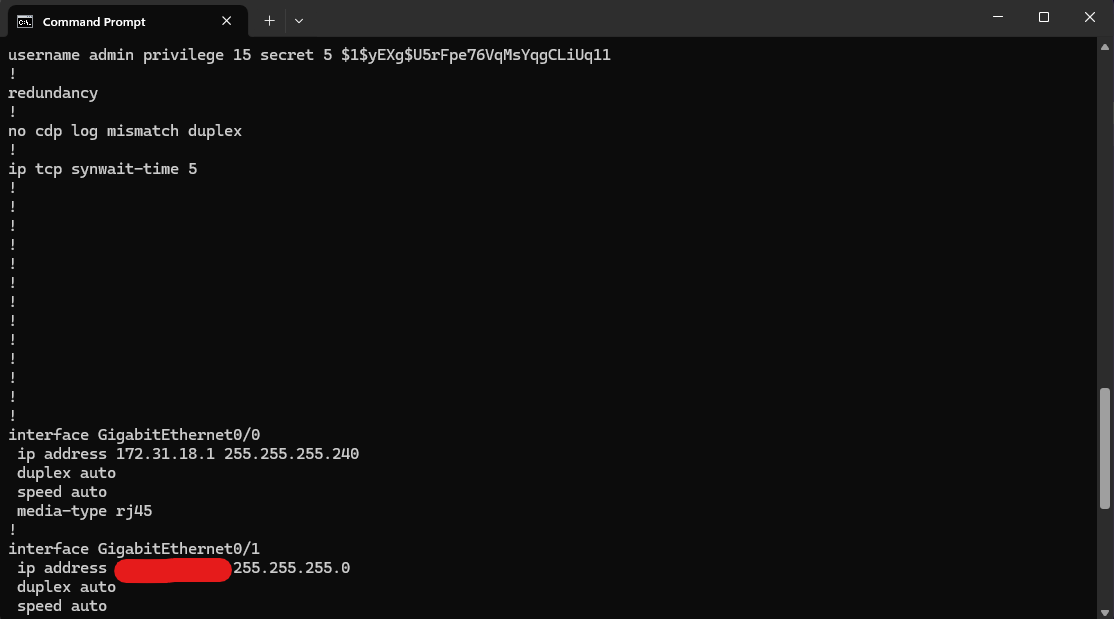 Command Prompt
username admin privilege 15 secret 5 $1$yEXg$U5rFpe76VqMsYqgCLiUq11
!
redundancy
!
no cdp log mismatch duplex
!
ip tcp synwait-time 5
!
!
!
!
!
!
!
!
!
!
!
!
!
interface GigabitEthernet0/0
 ip address 172.31.18.1 255.255.255.240
 duplex auto
 speed auto
 media-type rj45
!
interface GigabitEthernet0/1
 ip address 255.255.255.0
 duplex auto
 speed auto